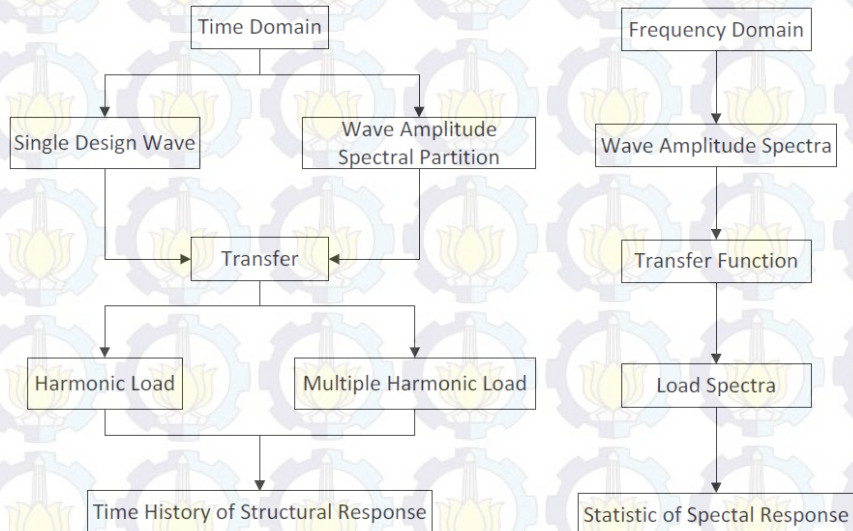 Time Domain
Single Design Wave
Wave Amplitude
Spectral Partition
Transfer
Harmonic Load
Multiple Harmonic Load
Time History of Structural Response
Frequency Domain
Wave Amplitude Spectra
Transfer Function
Load Spectra
Statistic of Spectal Response